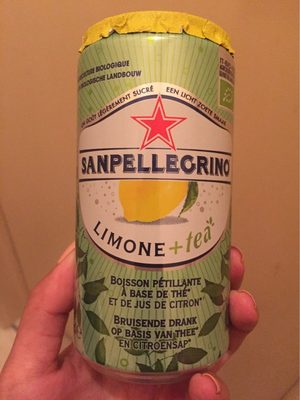 AGRICULTURE BIOLOGIQUE
BIOLOGISCHE LANDBOUW
GOÛT LÉGÈREMENT SUCRÉ
EEN LICHT ZOETE SMAAK
SANPELLEGRINO
LIMONE + tea
BOISSON PÉTILLANTE
À BASE DE THÉ*
ET DE JUS DE CITRON*
BRUISENDE DRANK
OP BASIS VAN THEE*
EN CITROENSAP*